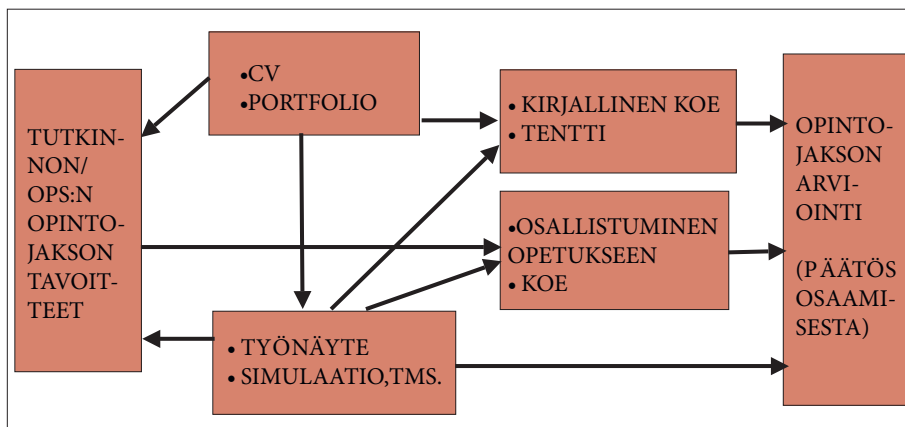 TUTKIN-
NON/
OPS:N
OPINTO-
JAKSON
TAVOIT-
TEET
•CV
•PORTFOLIO
• KIRJALLINEN KOE
• TENTTI
•OSALLISTUMINEN
OPETUKSEEN
• KOE
• TYÖNÄYTE
• SIMULAATIO,TMS.
OPINTO-
JAKSON
ARVI-
OINTI
(P ÄÄTÖS
OSAAMI-
SESTA)